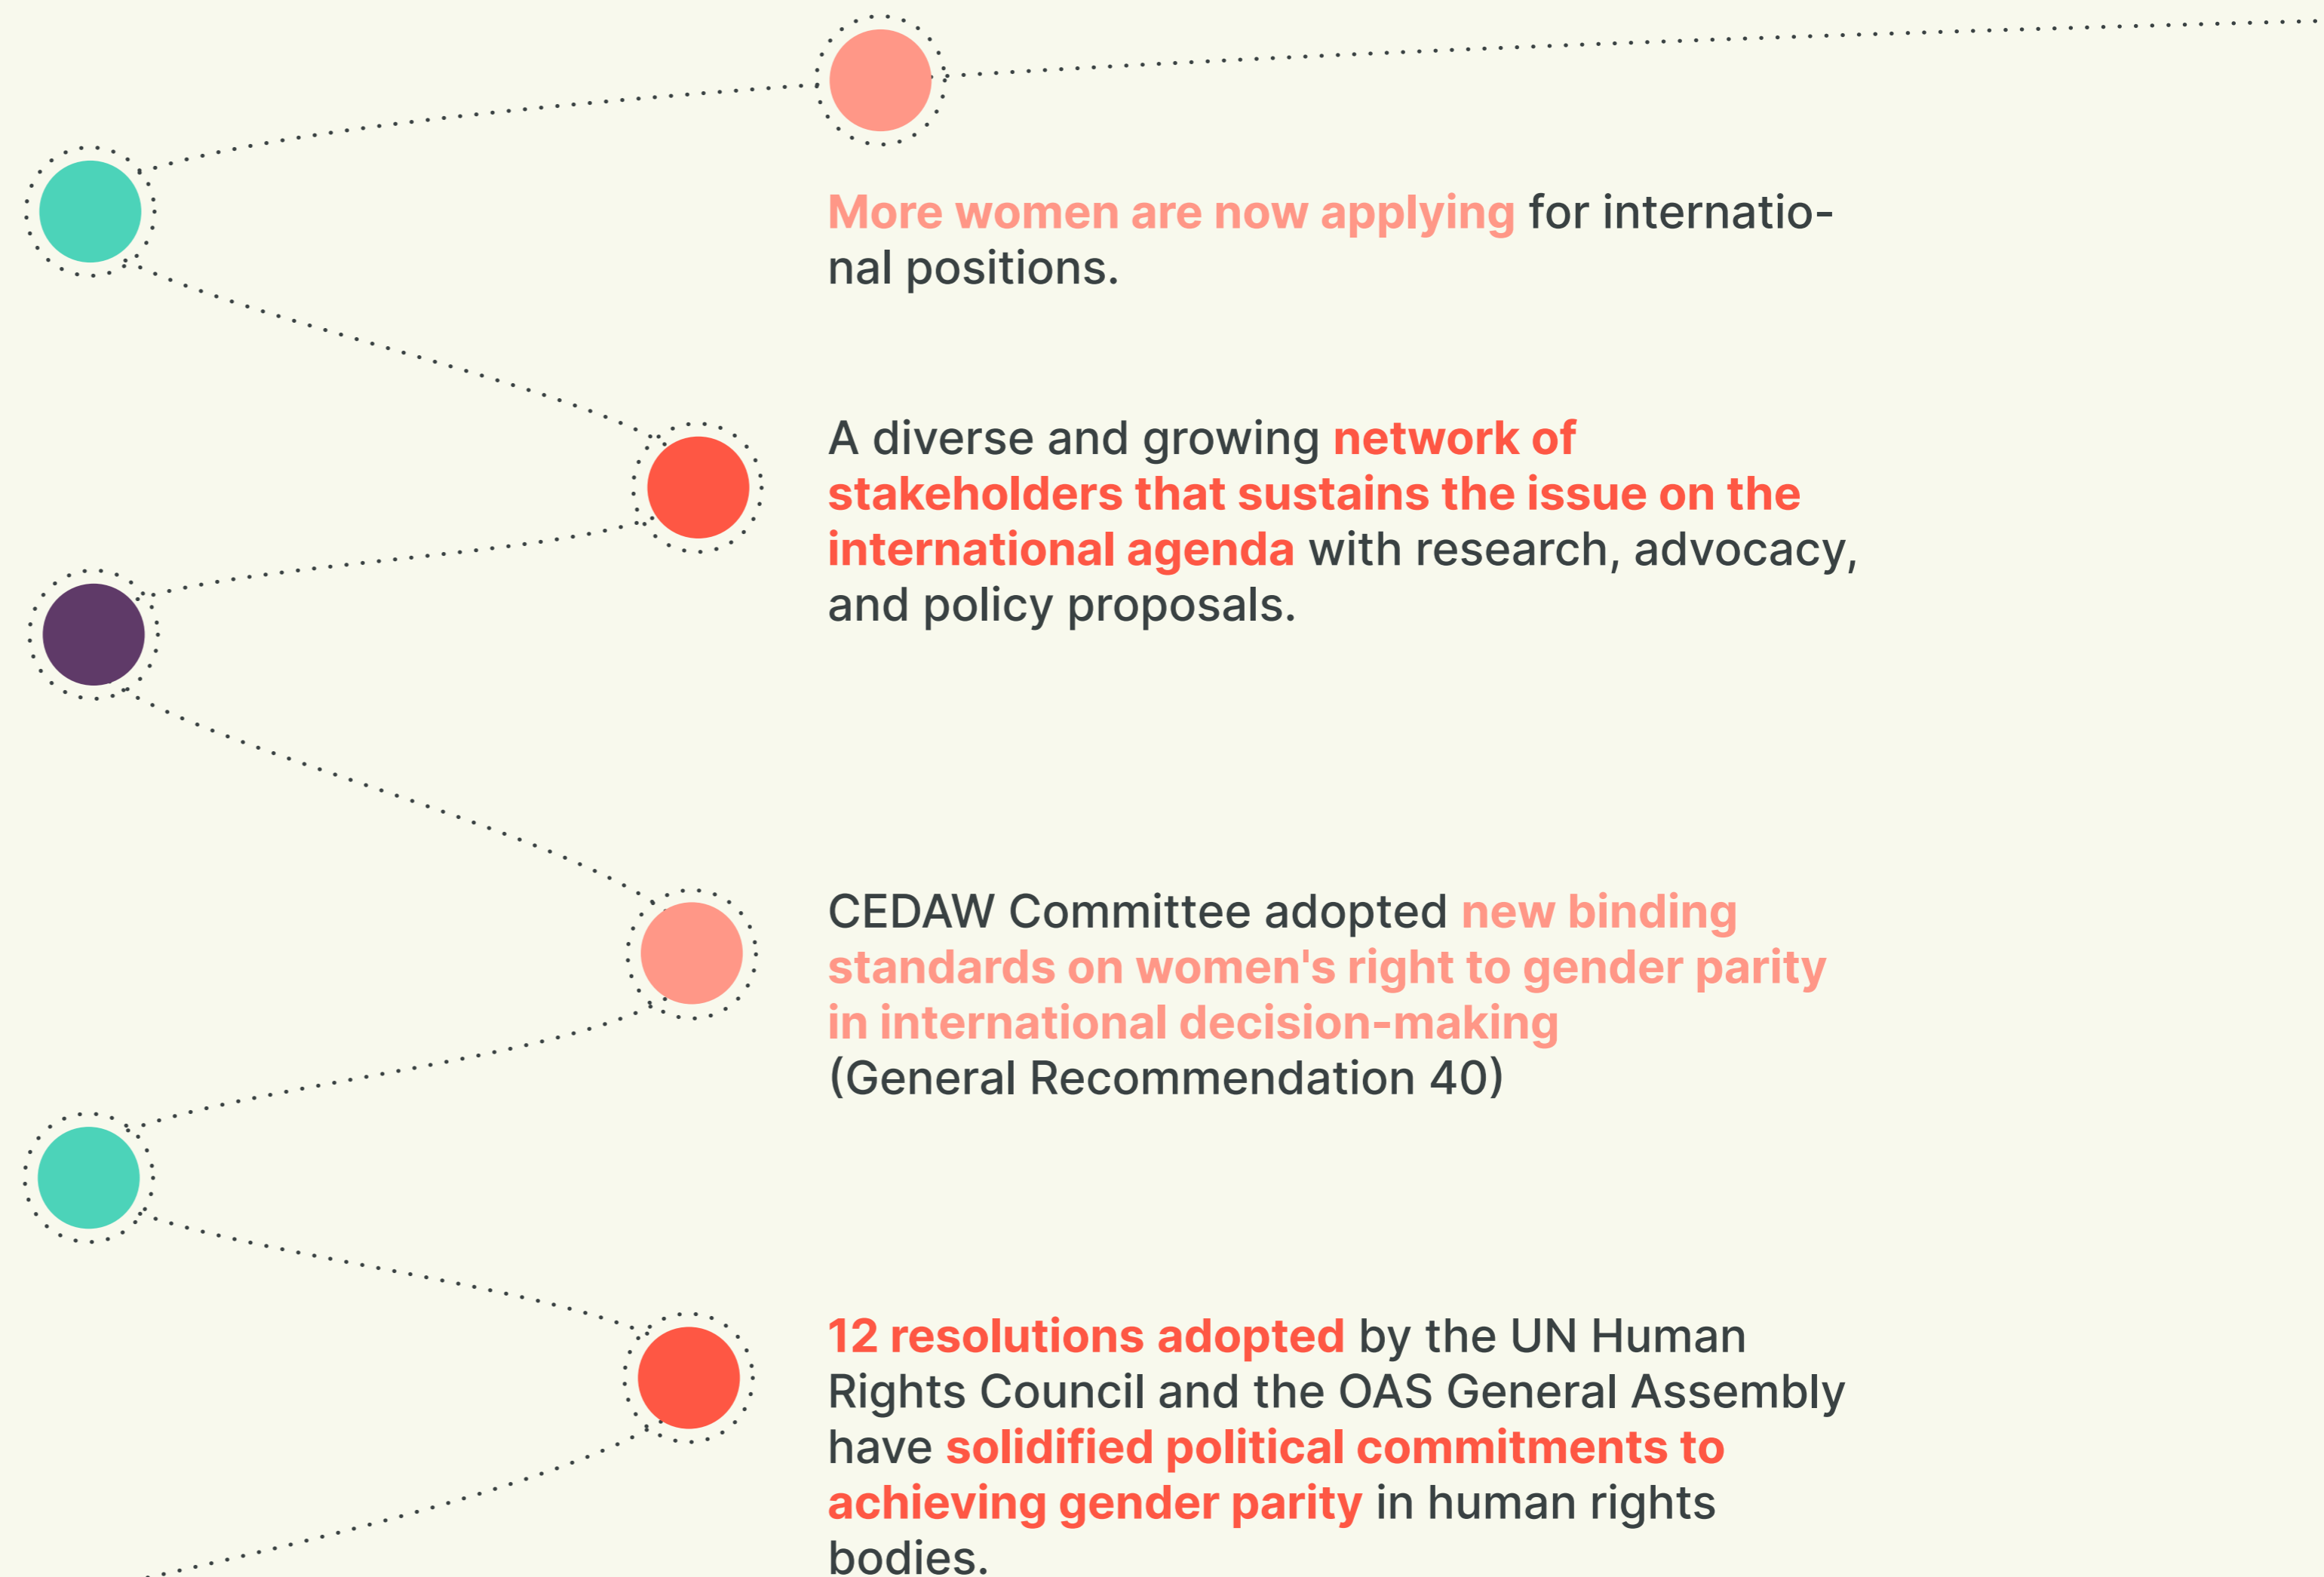 More women are now applying for internatio-
nal positions.
A diverse and growing network of
stakeholders that sustains the issue on the
international agenda with research, advocacy,
and policy proposals.
CEDAW Committee adopted new binding
standards on women's right to gender parity
in international decision-making
(General Recommendation 40)
12 resolutions adopted by the UN Human
Rights Council and the OAS General Assembly
have solidified political commitments to
achieving gender parity in human rights
bodies.